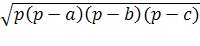 √p(p − a)(p − b)(p − c)